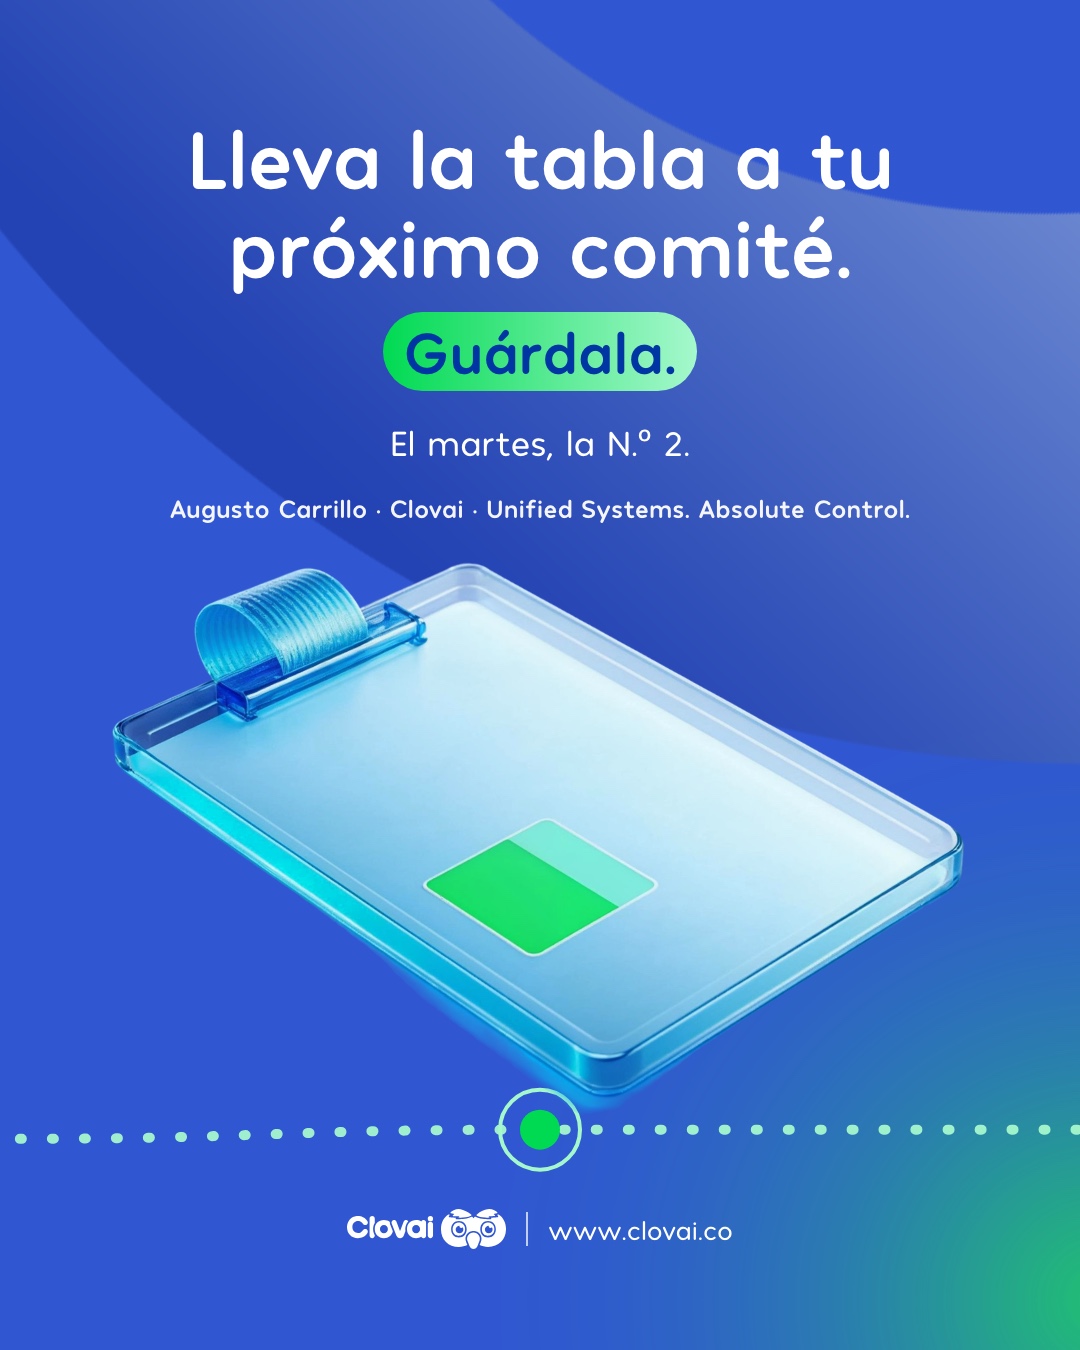 Lleva la tabla a tu
próximo comité.
Guárdala.
El martes, la N.º 2.
Augusto Carrillo · Clovai · Unified Systems. Absolute Control.
Clovai | www.clovai.co